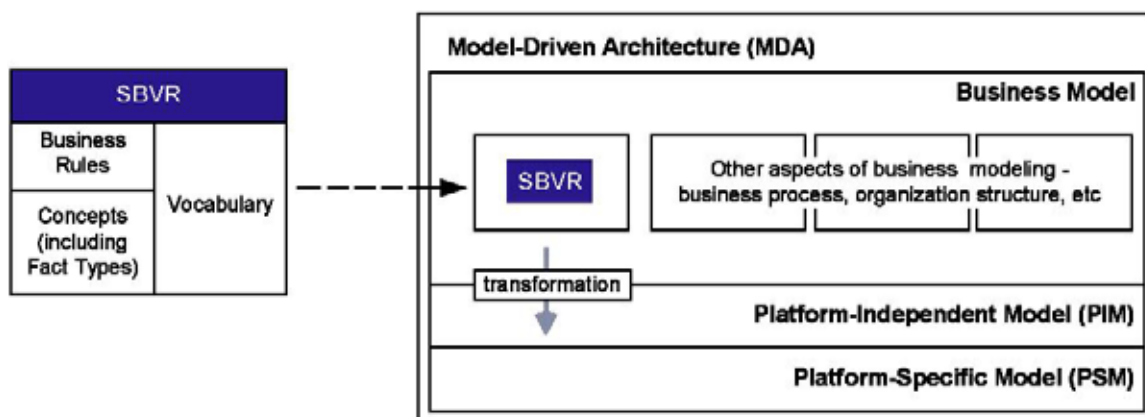 SBVR
Business
Rules
Concepts
(including
Fact Types)
Vocabulary
Model-Driven Architecture (MDA)
Business Model
SBVR
Other aspects of business modeling -
business process, organization structure, etc
transformation
Platform-Independent Model (PIM)
Platform-Specific Model (PSM)